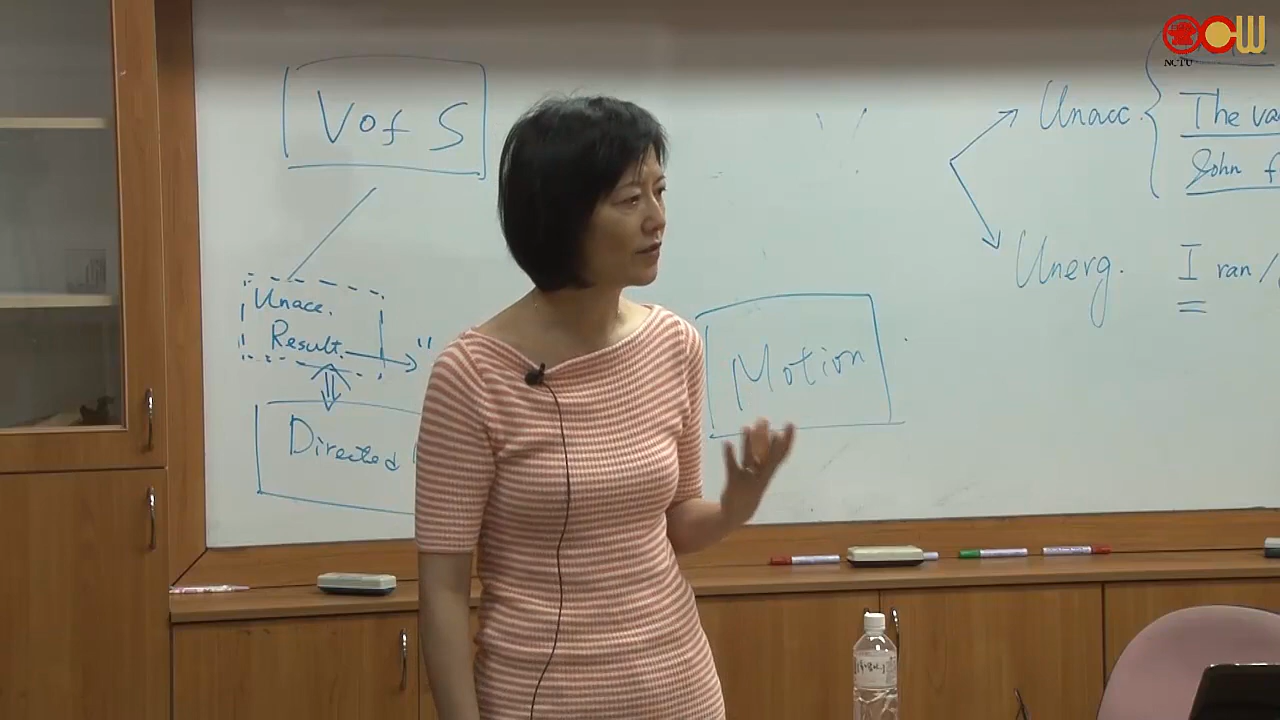 V of S
Unacc.
Result. "
Directed
Motion
Unacc.
The va
John f
Unerg.
I ran /
OCW
NCTU